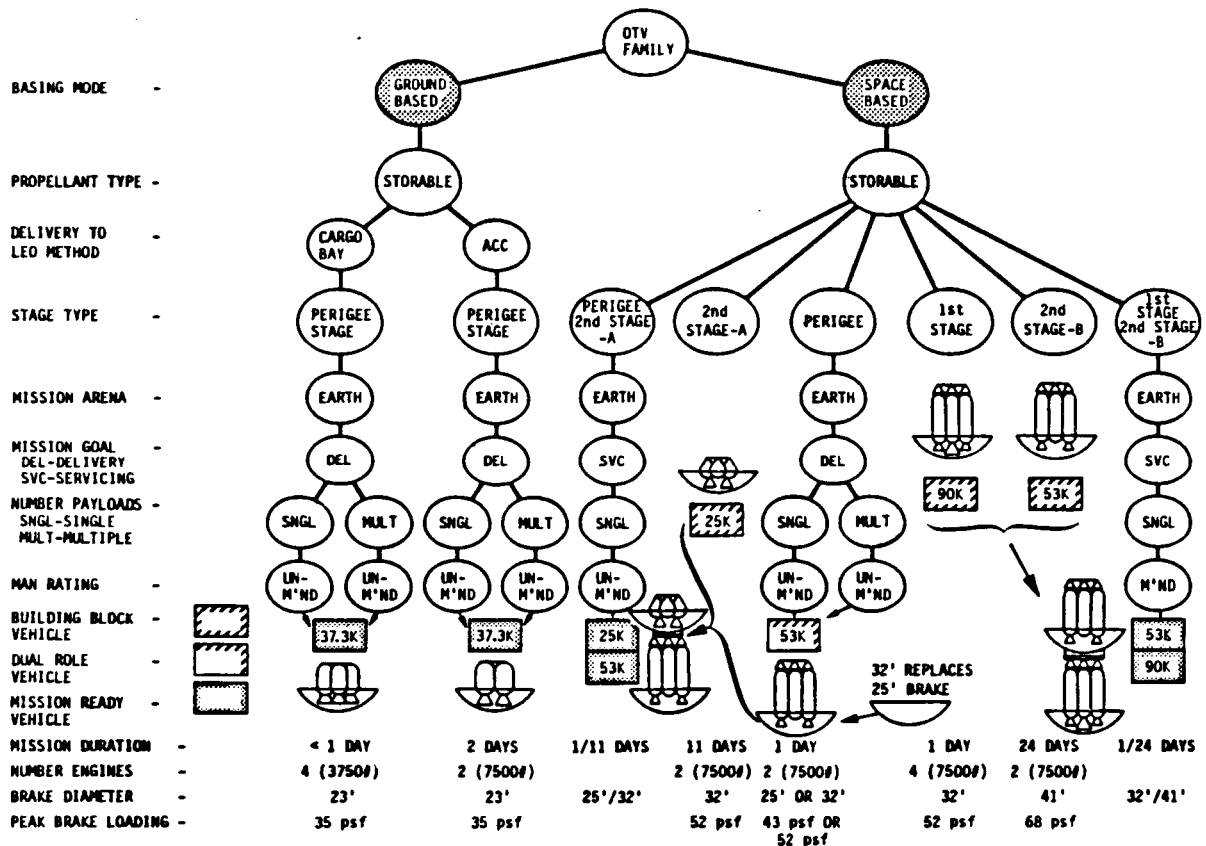 OTV
FAMILY
BASING MODE -
GROUND
BASED
SPACE
BASED
PROPELLANT TYPE -
STORABLE
STORABLE
DELIVERY TO -
LEO METHOD
CARGO
BAY
ACC
STAGE TYPE -
PERIGEE
STAGE
PERIGEE
STAGE
PERIGEE
2nd STAGE
-A
2nd
STAGE-A
PERIGEE
1st
STAGE
2nd
STAGE-B
1st
STAGE
2nd STAGE
-B
MISSION ARENA -
EARTH
EARTH
EARTH
EARTH
EARTH
MISSION GOAL -
DEL-DELIVERY
SVC-SERVICING
DEL
DEL
SVC
DEL
SVC
NUMBER PAYLOADS -
SNGL-SINGLE
MULT-MULTIPLE
SNGL
MULT
SNGL
MULT
SNGL
25K
SNGL
MULT
90K
53K
SNGL
MAN RATING -
UN-
M'ND
UN-
M'ND
UN-
M'ND
UN-
M'ND
UN-
M'ND
UN-
M'ND
UN-
M'ND
M'ND
BUILDING BLOCK -
VEHICLE
37.3K
37.3K
25K
53K
53K
53K
90K
DUAL ROLE -
VEHICLE
32' REPLACES
25' BRAKE
MISSION READY -
VEHICLE
MISSION DURATION - < 1 DAY 2 DAYS 1/11 DAYS 11 DAYS 1 DAY 1 DAY 24 DAYS 1/24 DAYS
NUMBER ENGINES - 4 (3750#) 2 (7500#) 2 (7500#) 2 (7500#) 4 (7500#) 2 (7500#)
BRAKE DIAMETER - 23' 23' 25'/32' 32' 25' OR 32' 32' 41' 32'/41'
PEAK BRAKE LOADING - 35 psf 35 psf 52 psf 43 psf OR 52 psf 68 psf
52 psf